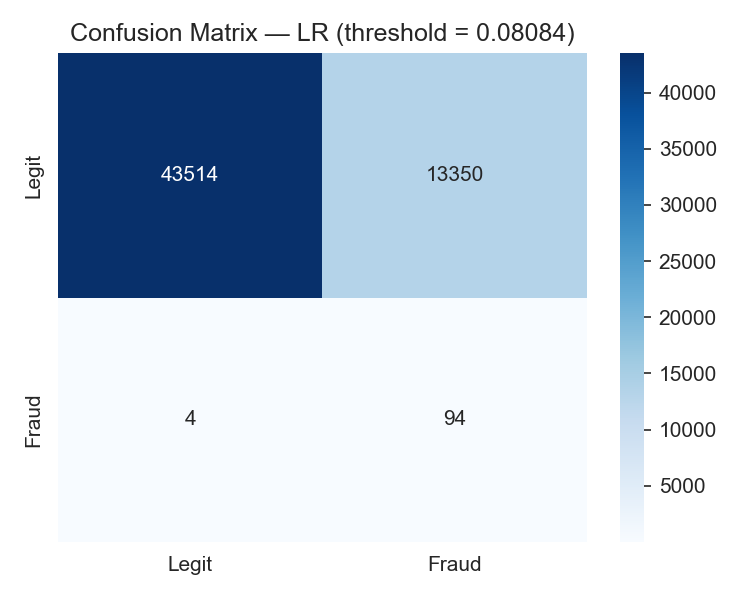 Confusion Matrix — LR (threshold = 0.08084)
Legit
43514
13350
Fraud
4
94
Legit
Fraud
40000
35000
30000
25000
20000
15000
10000
5000